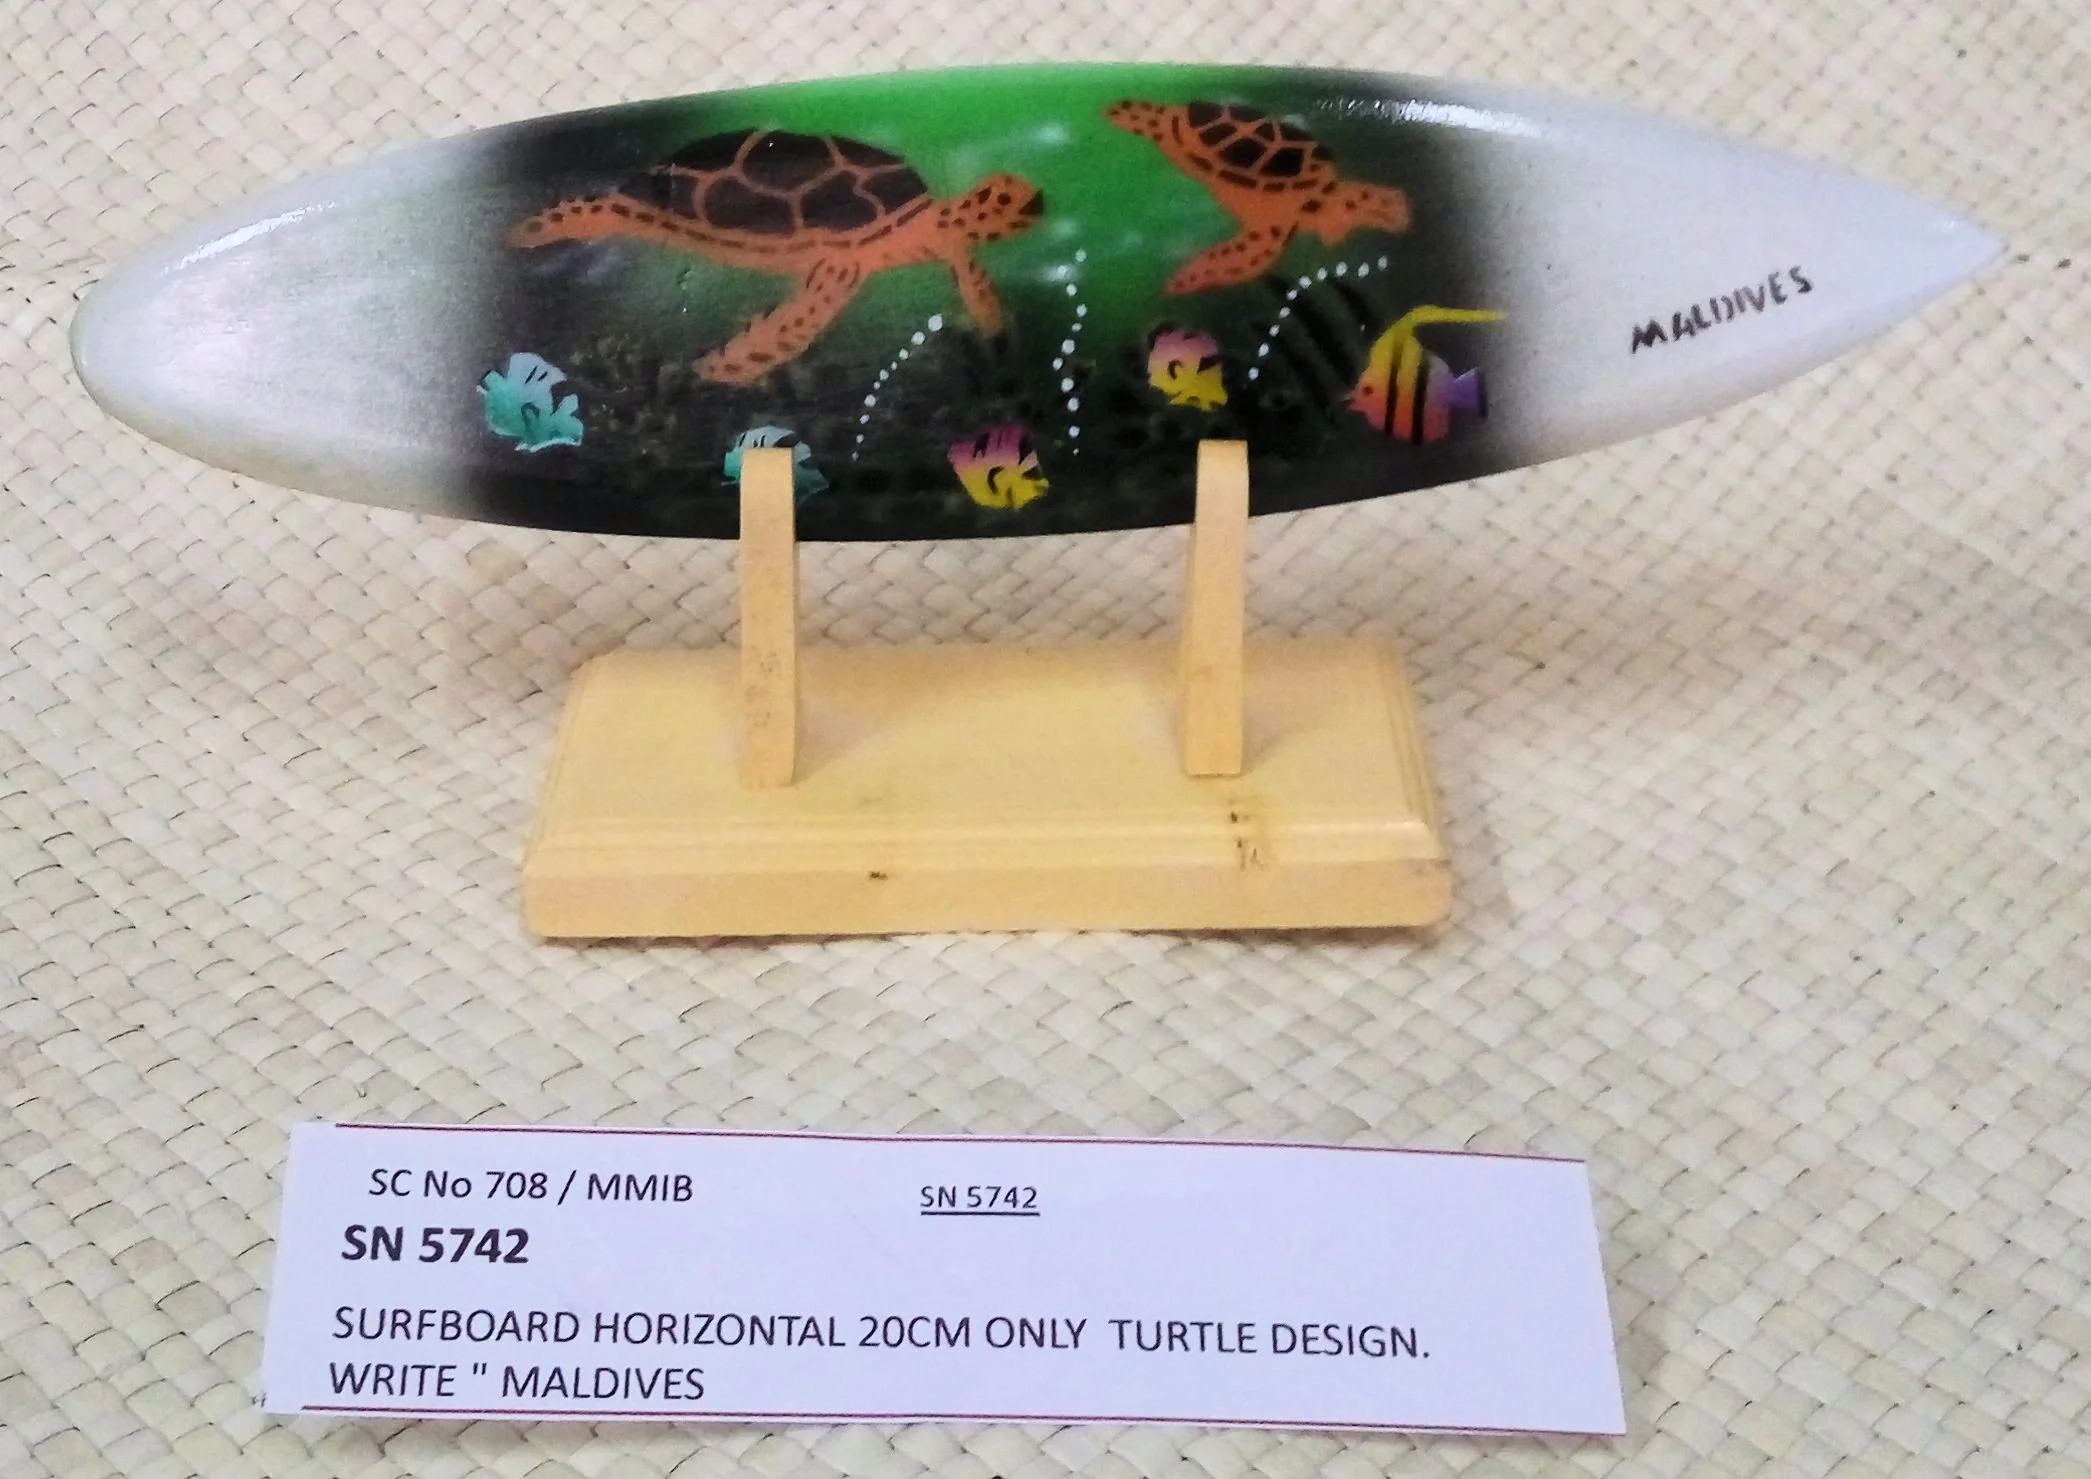 MALDIVES
SC No 708 / MMIB SN 5742
SN 5742
SURFBOARD HORIZONTAL 20CM ONLY TURTLE DESIGN.
WRITE " MALDIVES